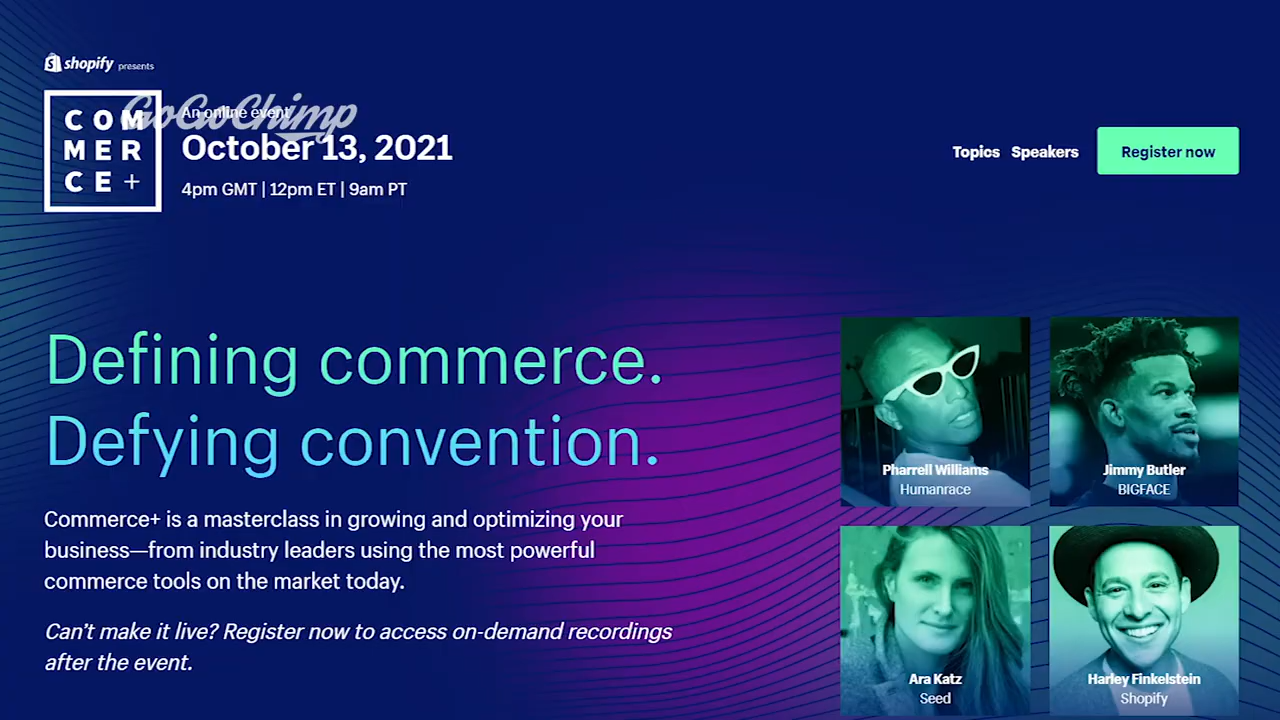 shopify presents
COM
MER
CE+
GoGoChimp
An online event
October 13, 2021
4pm GMT | 12pm ET | 9am PT
Topics Speakers Register now
Defining commerce.
Defying convention.
Commerce+ is a masterclass in growing and optimizing your
business—from industry leaders using the most powerful
commerce tools on the market today.
Can't make it live? Register now to access on-demand recordings
after the event.
Pharrell Williams
Humanrace
Jimmy Butler
BIGFACE
Ara Katz
Seed
Harley Finkelstein
Shopify